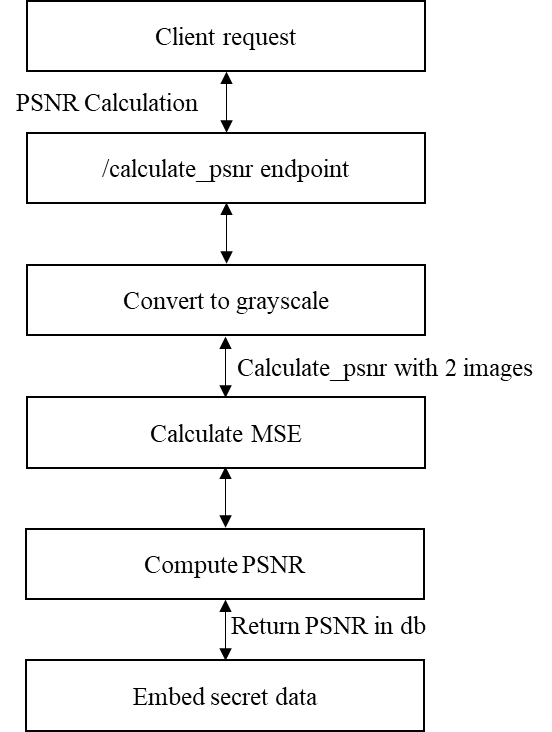 Client request
PSNR Calculation
/calculate_psnr endpoint
Convert to grayscale
Calculate_psnr with 2 images
Calculate MSE
Compute PSNR
Return PSNR in db
Embed secret data